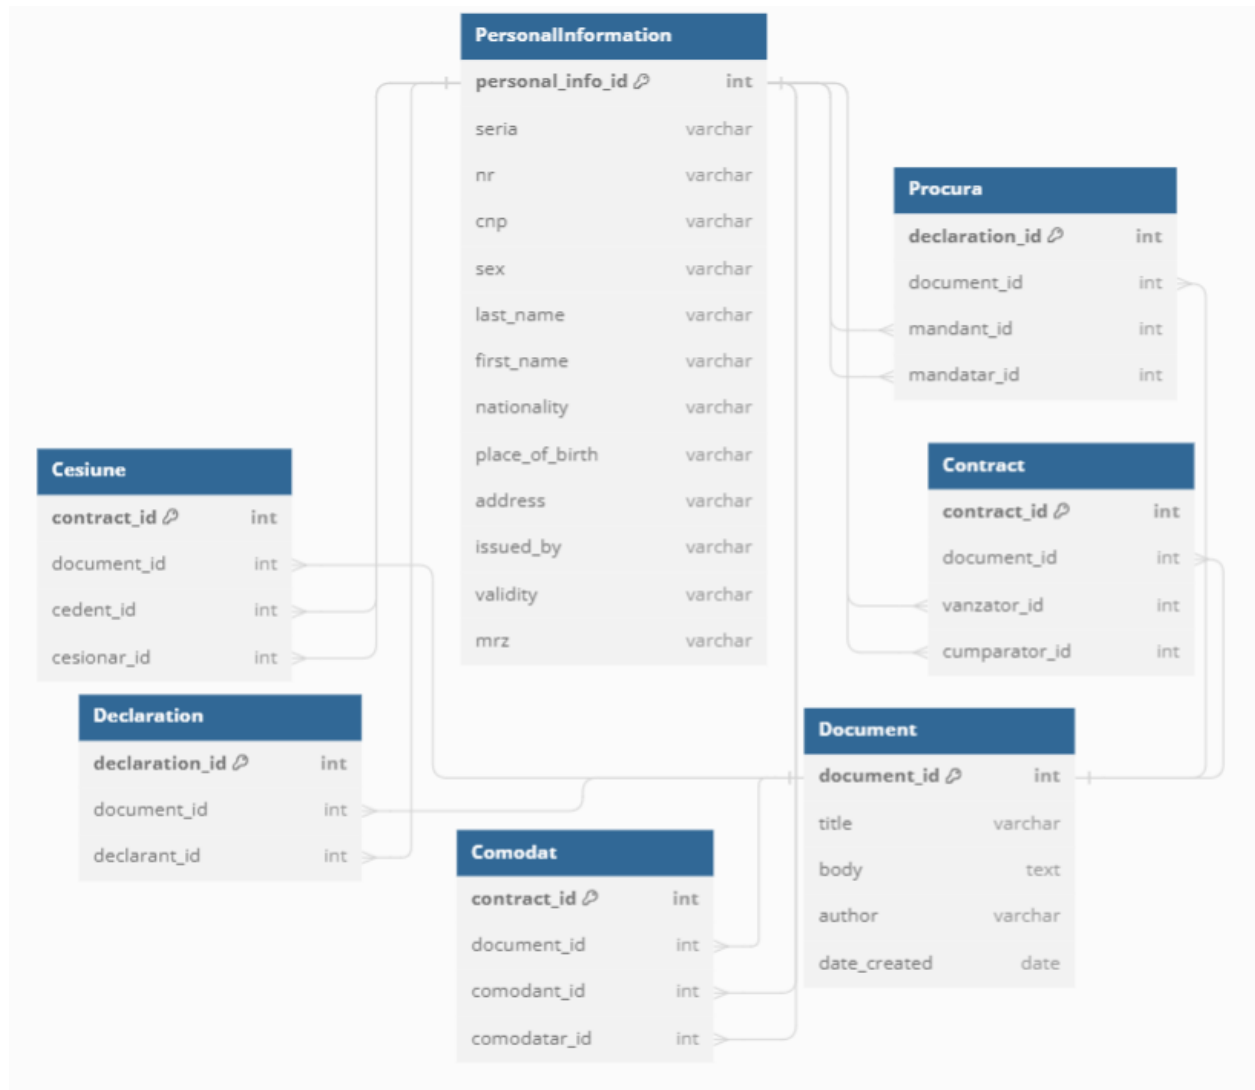 PersonalInformation
personal_info_id int
seria varchar
nr varchar
cnp varchar
sex varchar
last_name varchar
first_name varchar
nationality varchar
place_of_birth varchar
address varchar
issued_by varchar
validity varchar
mrz varchar
Procura
declaration_id int
document_id int
mandant_id int
mandatar_id int
Cesiune
contract_id int
document_id int
cedent_id int
cesionar_id int
Contract
contract_id int
document_id int
vanzator_id int
cumparator_id int
Declaration
declaration_id int
document_id int
declarant_id int
Document
document_id int
title varchar
body text
author varchar
date_created date
Comodat
contract_id int
document_id int
comodant_id int
comodatar_id int